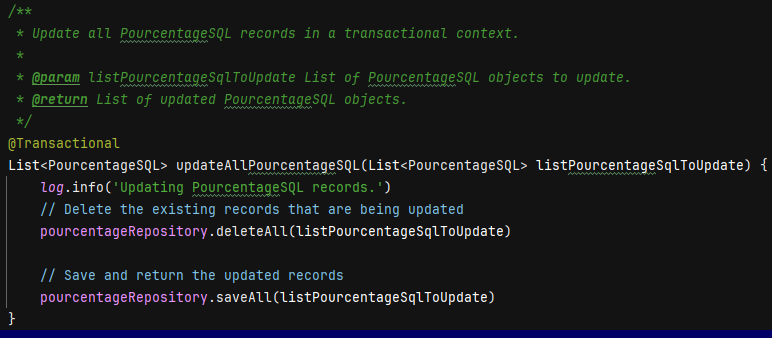 /**
 * Update all PourcentageSQL records in a transactional context.
 *
 * @param listPourcentageSqlToUpdate List of PourcentageSQL objects to update.
 * @return List of updated PourcentageSQL objects.
 */
@Transactional
List<PourcentageSQL> updateAllPourcentageSQL(List<PourcentageSQL> listPourcentageSqlToUpdate) {
    log.info('Updating PourcentageSQL records.')
    // Delete the existing records that are being updated
    pourcentageRepository.deleteAll(listPourcentageSqlToUpdate)

    // Save and return the updated records
    pourcentageRepository.saveAll(listPourcentageSqlToUpdate)
}